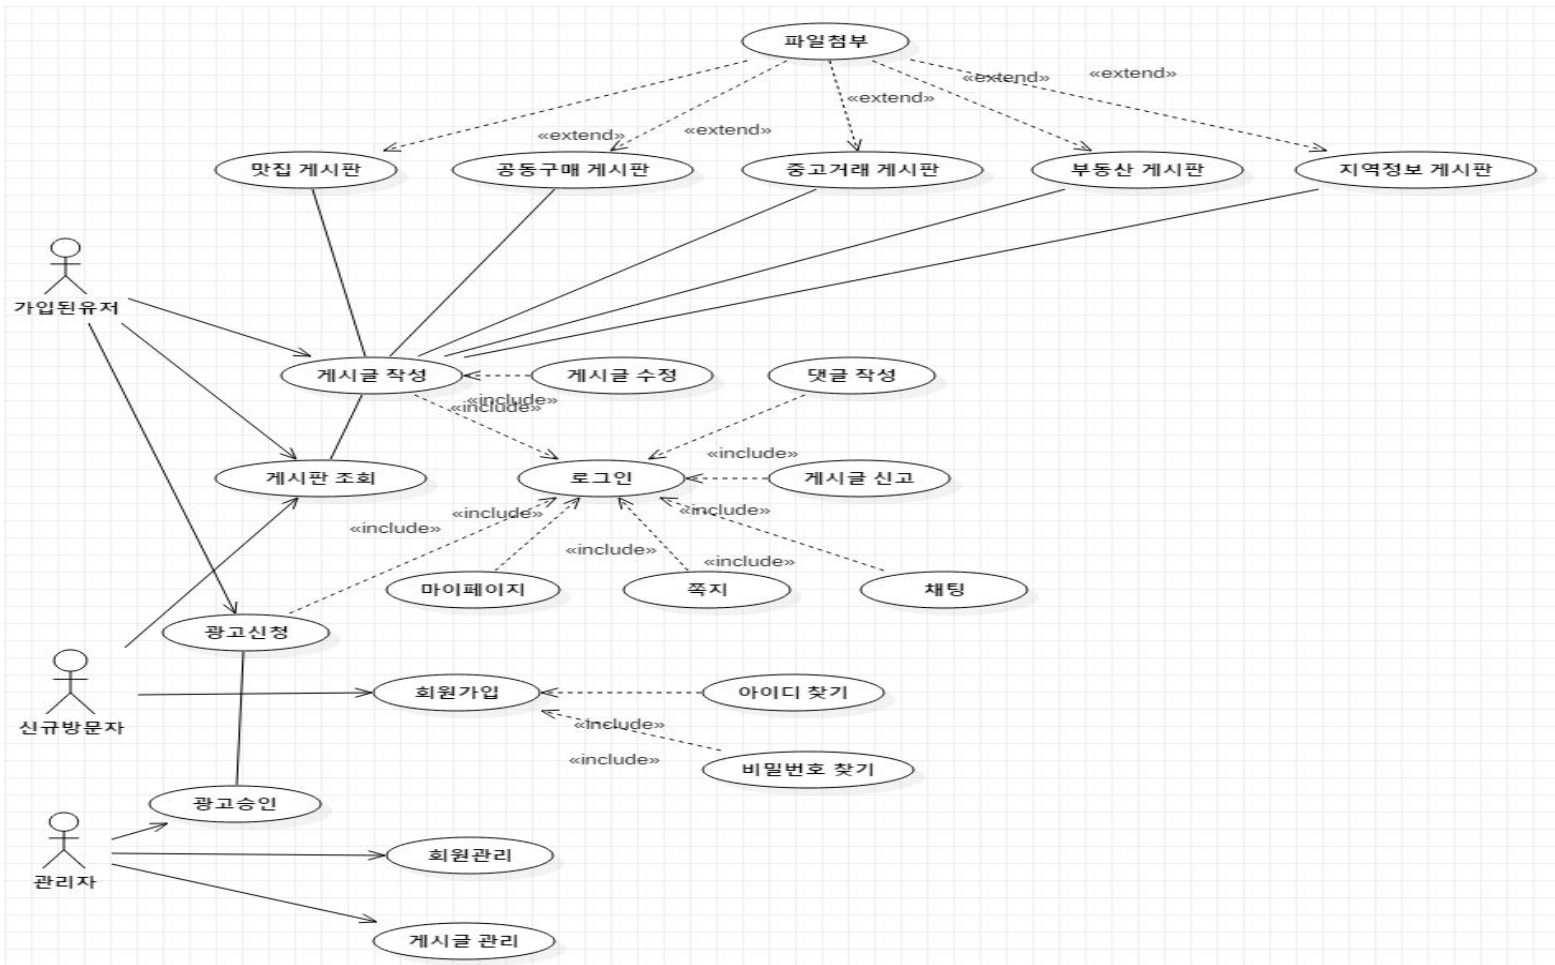 파일첨부
«extend»
«extend»
«extend»
«extend»
«extend»
맛집 게시판
공동구매 게시판
중고거래 게시판
부동산 게시판
지역정보 게시판
가입된유저
게시글 작성
게시글 수정
댓글 작성
«include»
«include»
«include»
게시판 조회
로그인
게시글 신고
«include»
«include»
«include»
«include»
«include»
마이페이지
쪽지
채팅
광고신청
회원가입
아이디 찾기
신규방문자
«include»
«include»
비밀번호 찾기
광고승인
회원관리
관리자
게시글 관리